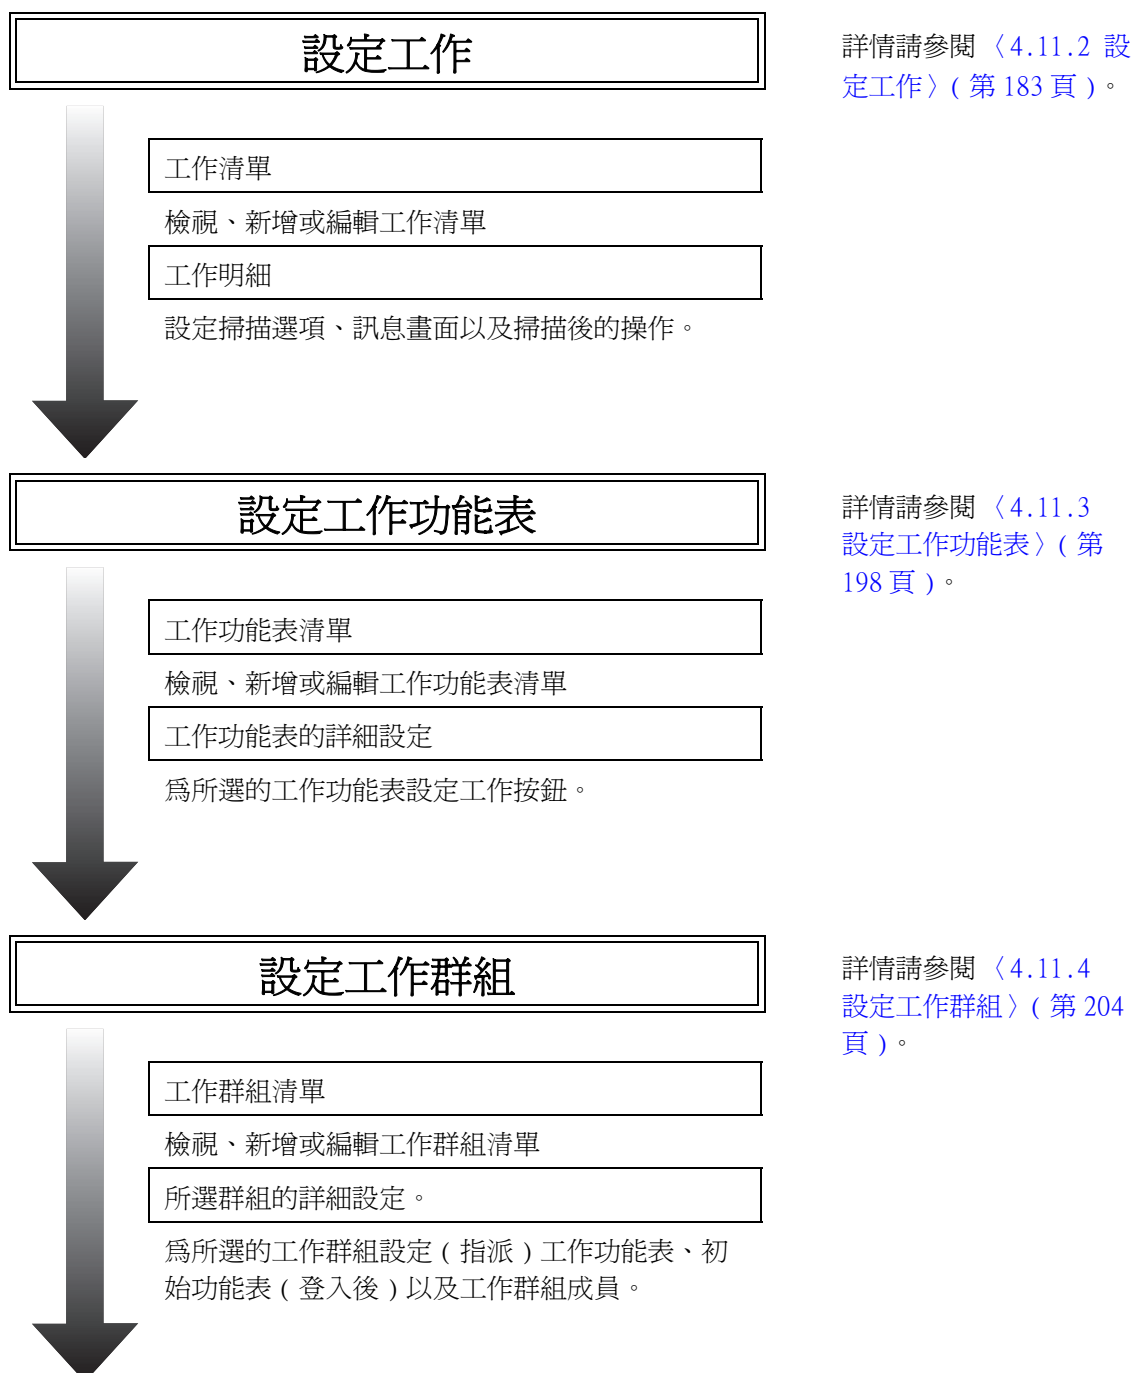 設定工作
詳情請參閱 〈4.11.2 設
定工作〉( 第 183 頁 )。
工作清單
檢視、新增或編輯工作清單
工作明細
設定掃描選項、訊息畫面以及掃描後的操作。
設定工作功能表
詳情請參閱 〈4.11.3
設定工作功能表〉( 第
198 頁 )。
工作功能表清單
檢視、新增或編輯工作功能表清單
工作功能表的詳細設定
爲所選的工作功能表設定工作按鈕。
設定工作群組
詳情請參閱 〈4.11.4
設定工作群組〉( 第 204
頁 )。
工作群組清單
檢視、新增或編輯工作群組清單
所選群組的詳細設定。
爲所選的工作群組設定 ( 指派 ) 工作功能表、初
始功能表 ( 登入後 ) 以及工作群組成員。